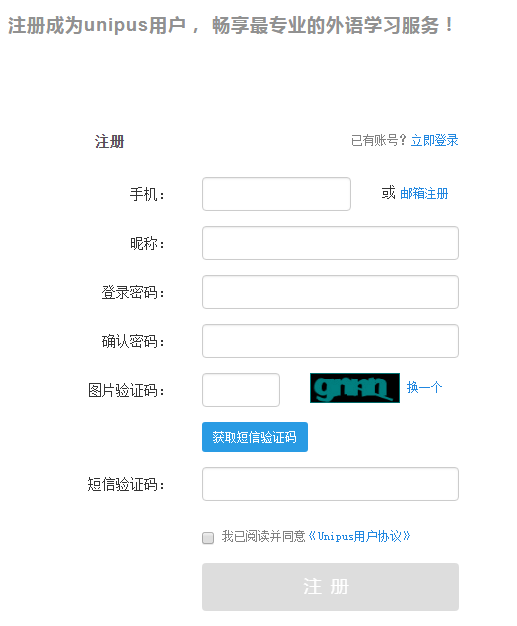 注册成为unipus用户， 畅享最专业的外语学习服务！
注册
已有账号？立即登录
手机：
或 邮箱注册
昵称：
登录密码：
确认密码：
图片验证码：
换一个
获取短信验证码
短信验证码：
我已阅读并同意《Unipus用户协议》
注 册